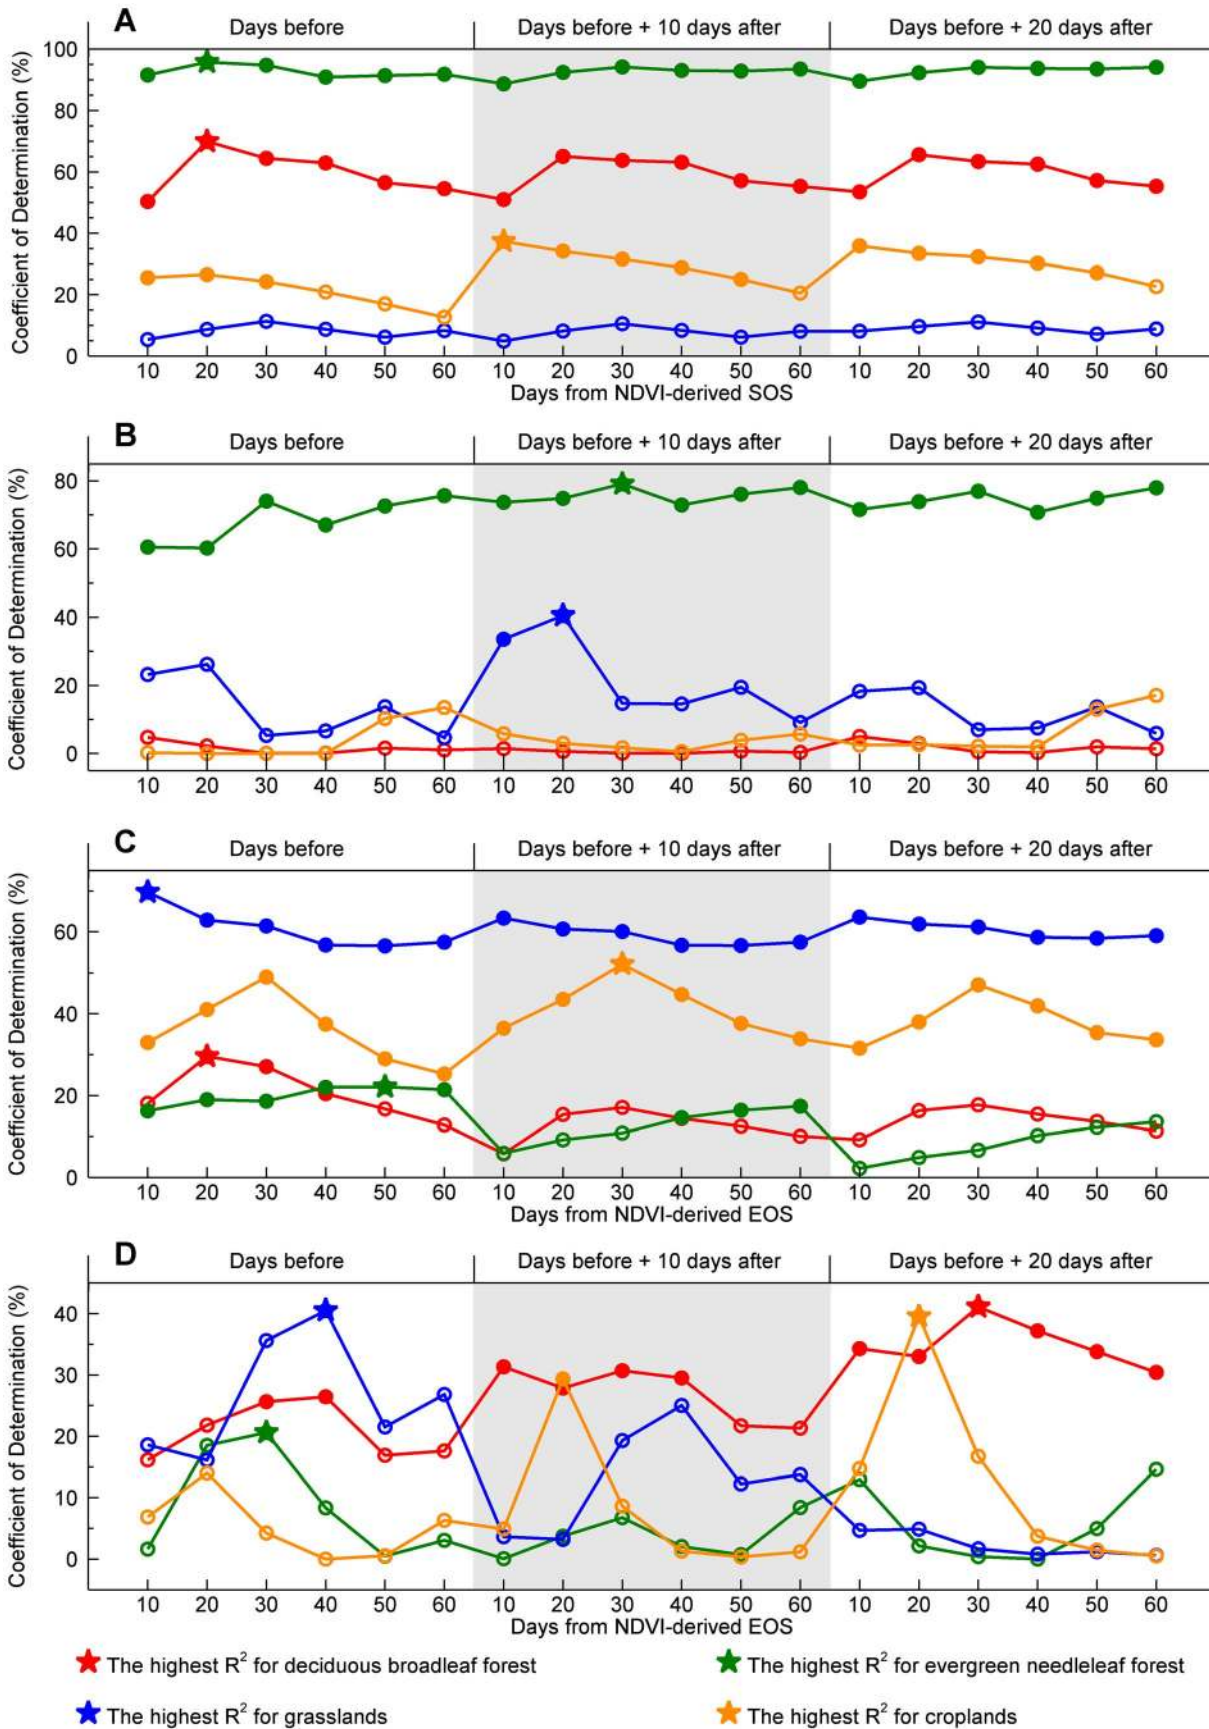 A
Days before
Days before + 10 days after
Days before + 20 days after
Coefficient of Determination (%)
100
80
60
40
20
0
10 20 30 40 50 60 10 20 30 40 50 60 10 20 30 40 50 60
Days from NDVI-derived SOS
B
Days before
Days before + 10 days after
Days before + 20 days after
Coefficient of Determination (%)
80
60
40
20
0
10 20 30 40 50 60 10 20 30 40 50 60 10 20 30 40 50 60
C
Days before
Days before + 10 days after
Days before + 20 days after
Coefficient of Determination (%)
60
40
20
0
10 20 30 40 50 60 10 20 30 40 50 60 10 20 30 40 50 60
Days from NDVI-derived EOS
D
Days before
Days before + 10 days after
Days before + 20 days after
Coefficient of Determination (%)
40
30
20
10
0
10 20 30 40 50 60 10 20 30 40 50 60 10 20 30 40 50 60
Days from NDVI-derived EOS
The highest R² for deciduous broadleaf forest
The highest R² for evergreen needleleaf forest
The highest R² for grasslands
The highest R² for croplands